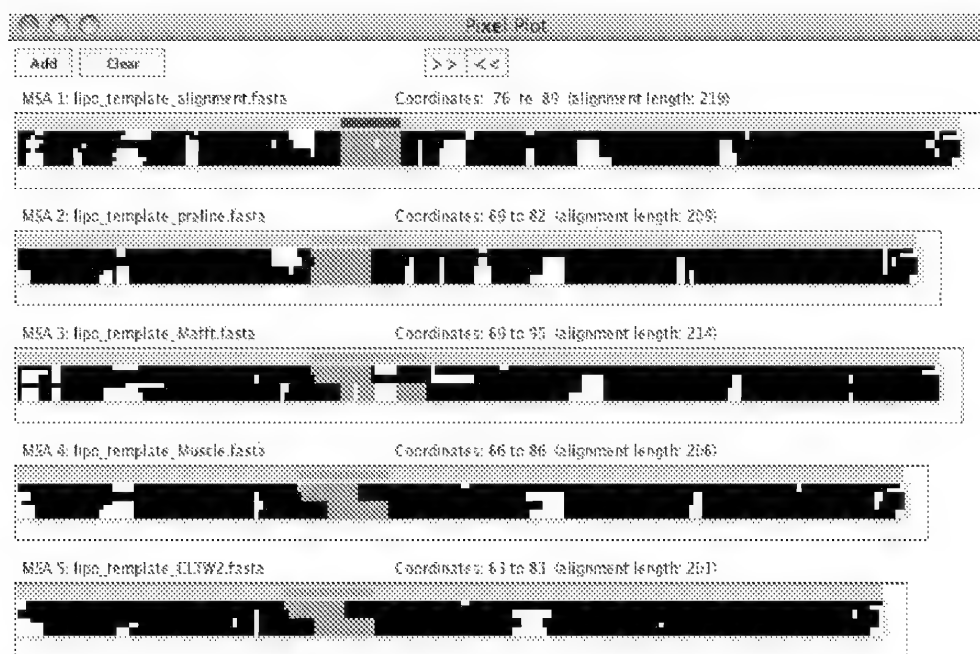 Pixel Plot
Add Clear >> <<
MSA 1: lipo_template_alignment.fasta Coordinates: 76 to 89 (alignment length: 219)
MSA 2: lipo_template_praline.fasta Coordinates: 69 to 82 (alignment length: 209)
MSA 3: lipo_template_Mafft.fasta Coordinates: 69 to 95 (alignment length: 214)
MSA 4: lipo_template_Muscle.fasta Coordinates: 66 to 86 (alignment length: 206)
MSA 5: lipo_template_CLTW2.fasta Coordinates: 63 to 83 (alignment length: 201)